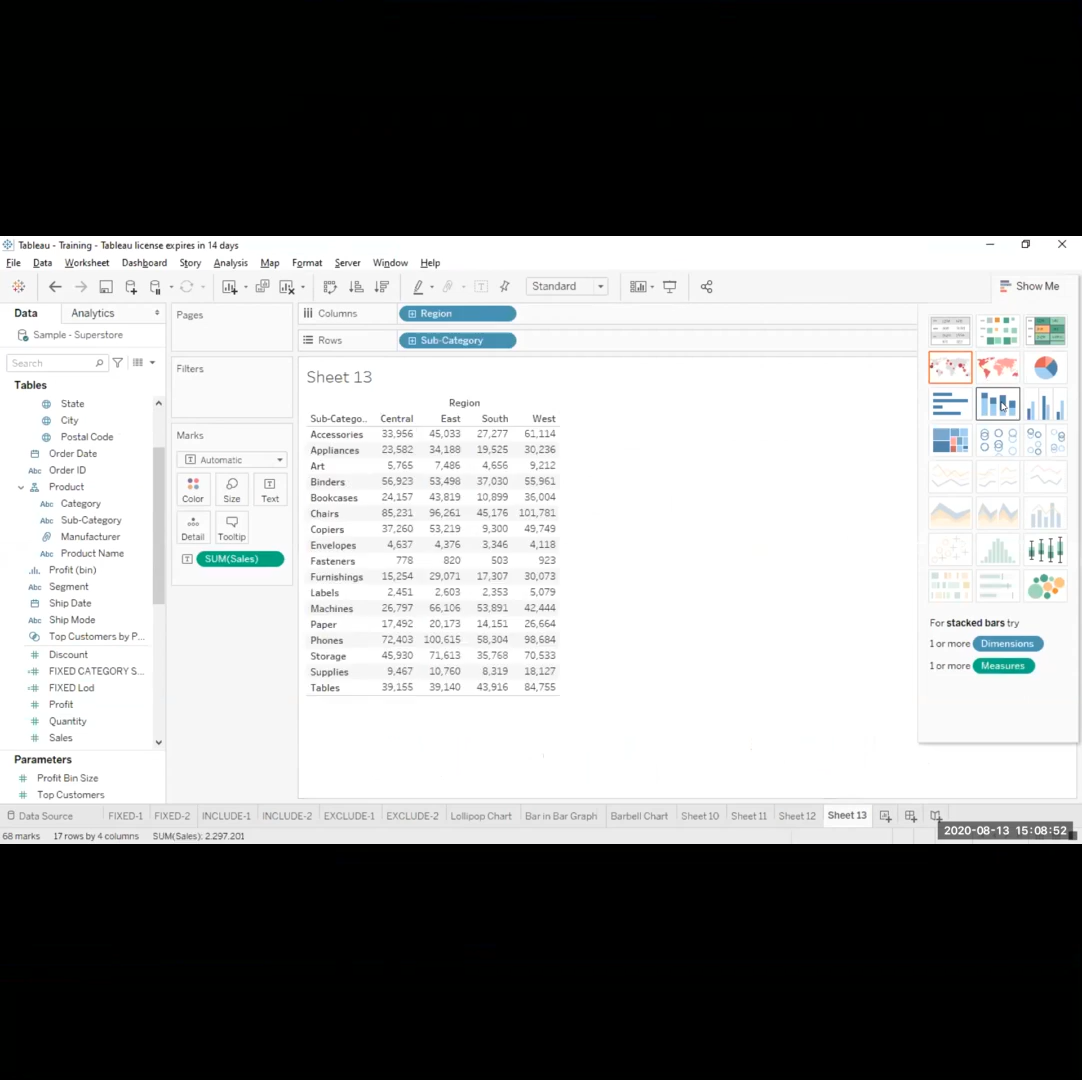 Tableau - Training - Tableau license expires in 14 days
File Data Worksheet Dashboard Story Analysis Map Format Server Window Help
Standard
Show Me
Data Analytics
Sample - Superstore
Search
Tables
State
City
Postal Code
Order Date
Abc Order ID
Product
Abc Category
Abc Sub-Category
Manufacturer
Abc Product Name
Profit (bin)
Abc Segment
Ship Date
Abc Ship Mode
Top Customers by P...
Discount
FIXED CATEGORY S...
FIXED Lod
Profit
Quantity
Sales
Parameters
Profit Bin Size
Top Customers
Pages
Filters
Marks
Automatic
Color Size Text
Detail Tooltip
SUM(Sales)
Columns Region
Rows Sub-Category
Sheet 13
Region
Sub-Catego.. Central East South West
Accessories 33,956 45,033 27,277 61,114
Appliances 23,582 34,188 19,525 30,236
Art 5,765 7,486 4,656 9,212
Binders 56,923 53,498 37,030 55,961
Bookcases 24,157 43,819 10,899 36,004
Chairs 85,231 96,261 45,176 101,781
Copiers 37,260 53,219 9,300 49,749
Envelopes 4,637 4,376 3,346 4,118
Fasteners 778 820 503 923
Furnishings 15,254 29,071 17,307 30,073
Labels 2,451 2,603 2,353 5,079
Machines 26,797 66,106 53,891 42,444
Paper 17,492 20,173 14,151 26,664
Phones 72,403 100,615 58,304 98,684
Storage 45,930 71,613 35,768 70,533
Supplies 9,467 10,760 8,319 18,127
Tables 39,155 39,140 43,916 84,755
For stacked bars try
1 or more Dimensions
1 or more Measures
Data Source FIXED-1 FIXED-2 INCLUDE-1 INCLUDE-2 EXCLUDE-1 EXCLUDE-2 Lollipop Chart Bar in Bar Graph Barbell Chart Sheet 10 Sheet 11 Sheet 12 Sheet 13
68 marks 17 rows by 4 columns SUM(Sales): 2,297,201
2020-08-13 15:08:52